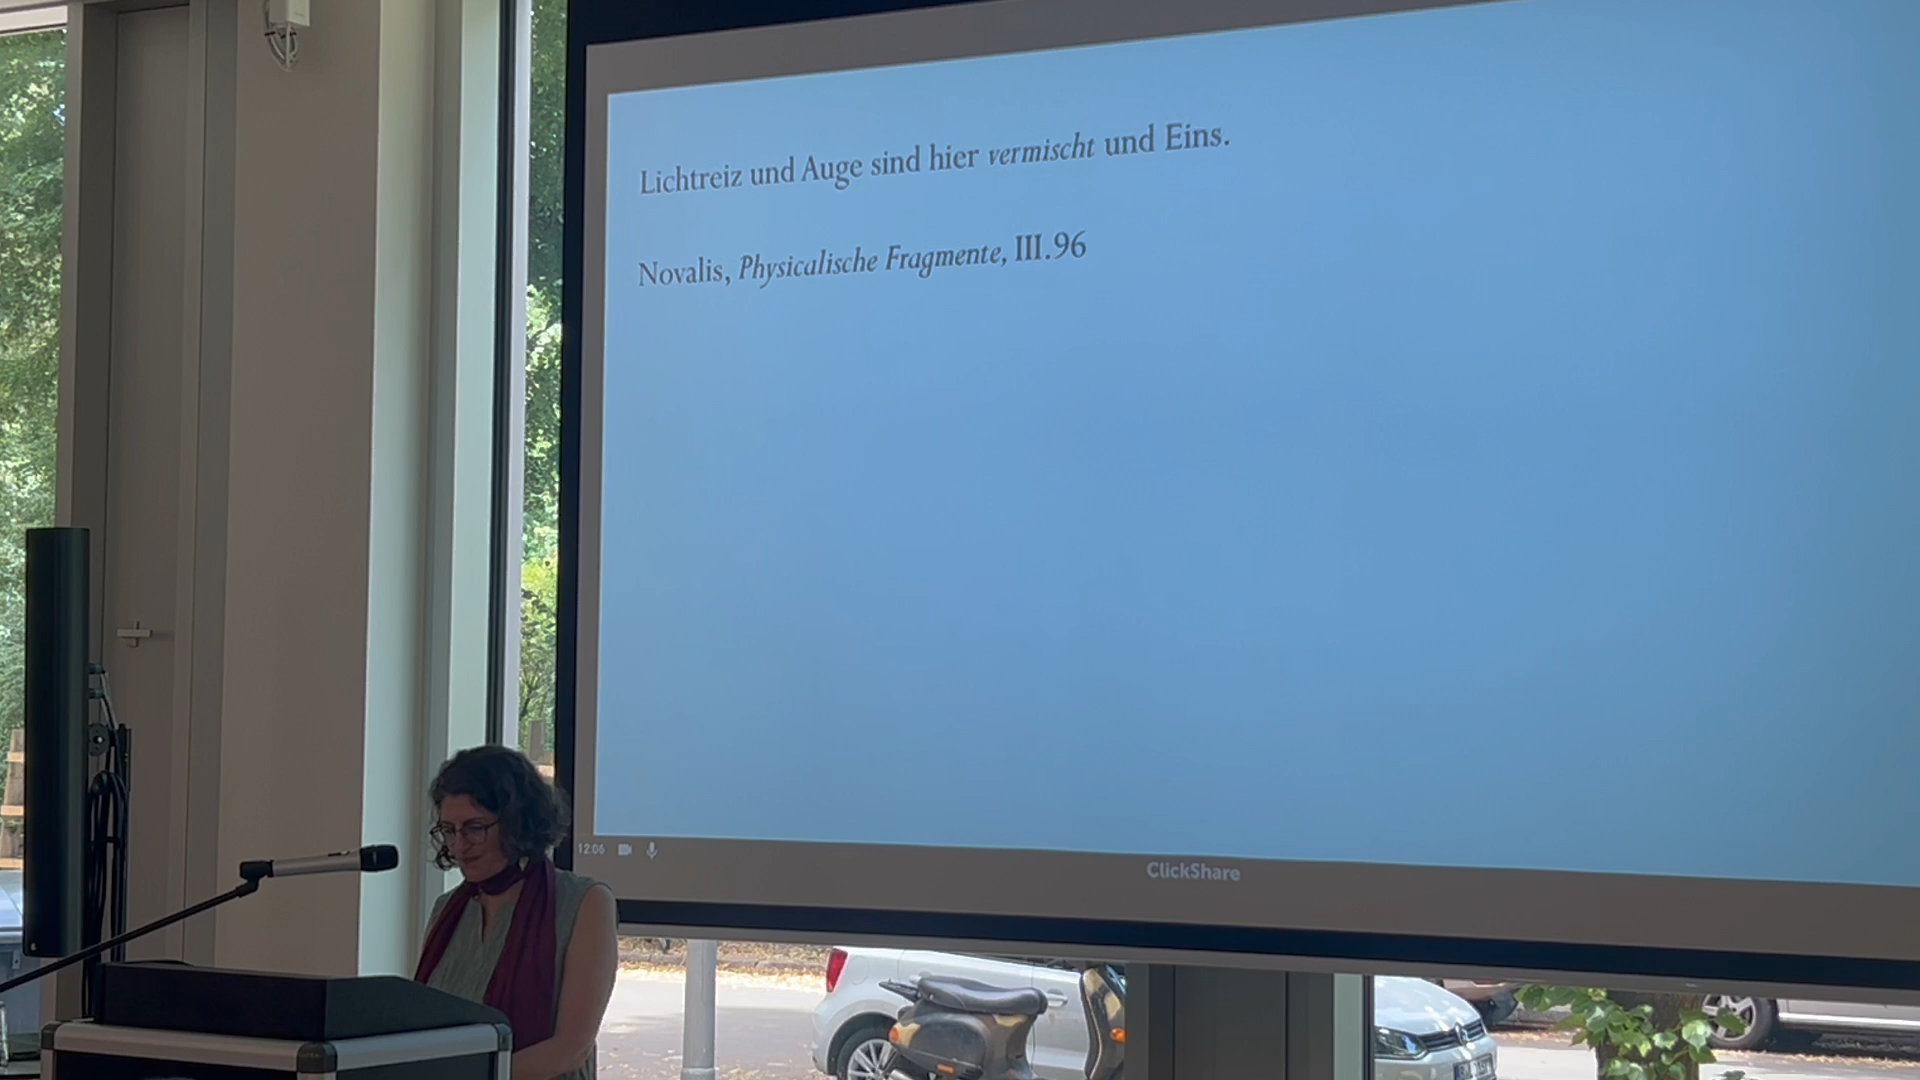 Lichtreiz und Auge sind hier vermischt und Eins.
Novalis, Physicalische Fragmente, III.96
12:06
ClickShare